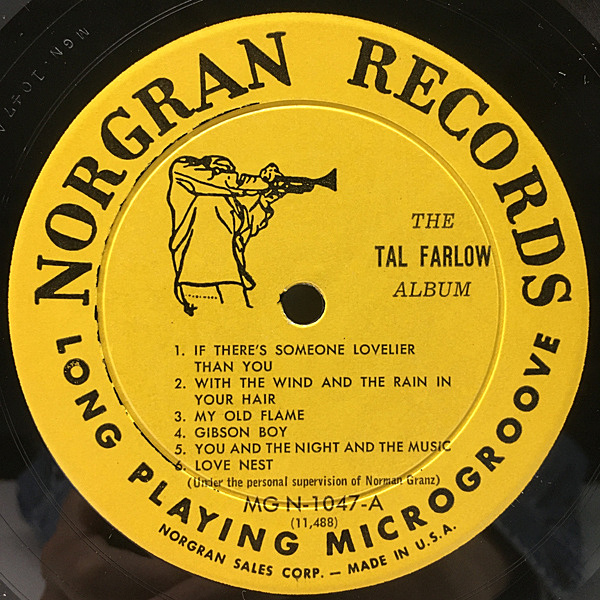 MGN-1047-A
NORGRAN RECORDS
THE
TAL FARLOW
ALBUM
1. IF THERE'S SOMEONE LOVELIER
THAN YOU
2. WITH THE WIND AND THE RAIN IN
YOUR HAIR
3. MY OLD FLAME
4. GIBSON BOY
5. YOU AND THE NIGHT AND THE MUSIC
6. LOVE NEST
(Under the personal supervision of Norman Granz)
MG N-1047-A
(11,488)
LONG PLAYING MICROGROOVE
NORGRAN SALES CORP. — MADE IN U.S.A.